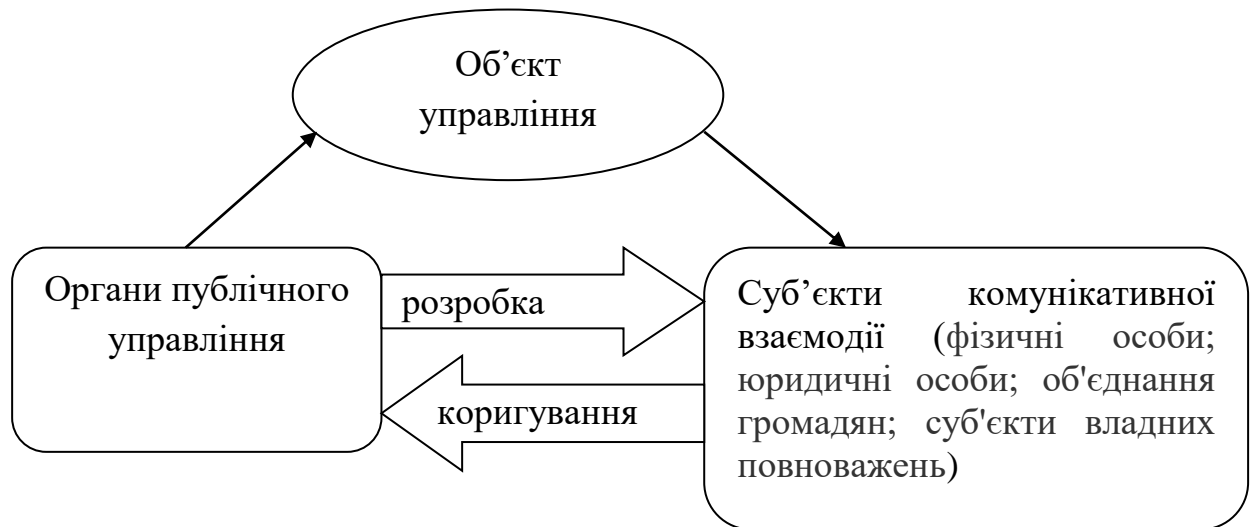 Об’єкт
управління
Органи публічного
управління
розробка
коригування
Суб’єкти комунікативної
взаємодії (фізичні особи;
юридичні особи; об'єднання
громадян; суб'єкти владних
повноважень)